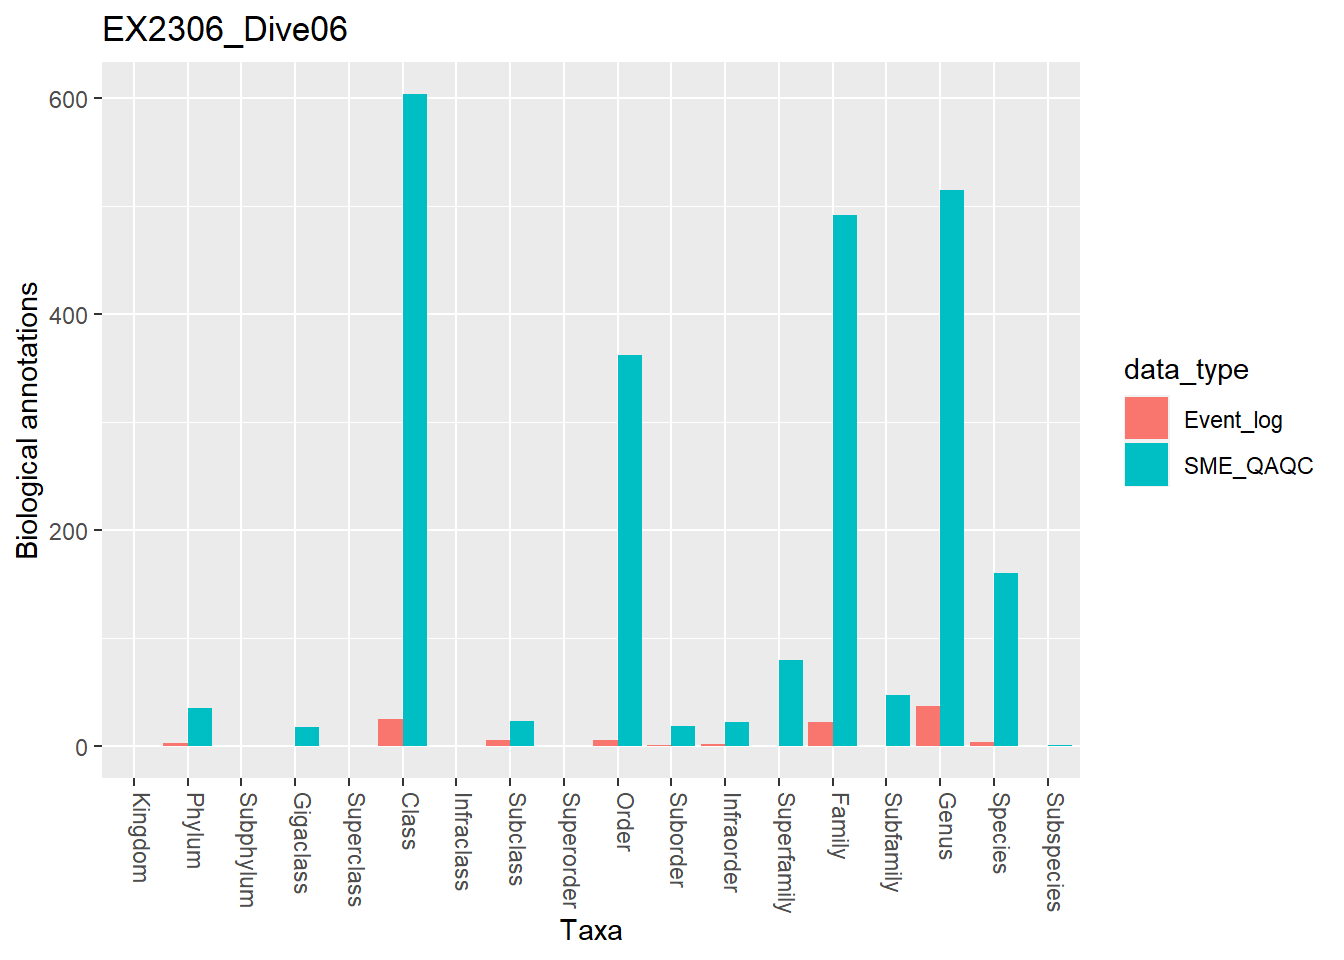 EX2306_Dive06
Biological annotations
600
400
200
0
Kingdom
Phylum
Subphylum
Gigaclass
Superclass
Class
Infraclass
Subclass
Superorder
Order
Suborder
Infraorder
Superfamily
Family
Subfamily
Genus
Species
Subspecies
Taxa
data_type
Event_log
SME_QAQC